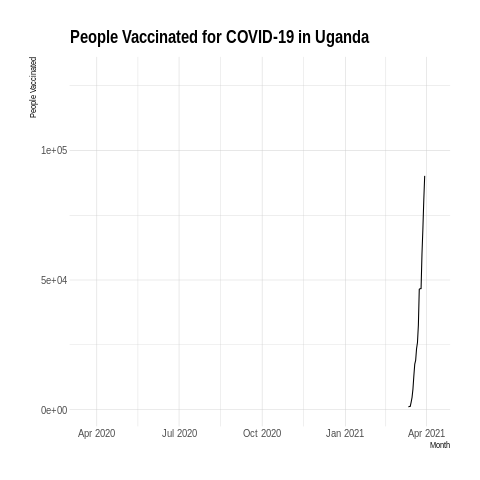 People Vaccinated for COVID-19 in Uganda
People Vaccinated
1e+05
5e+04
0e+00
Apr 2020
Jul 2020
Oct 2020
Jan 2021
Apr 2021
Month